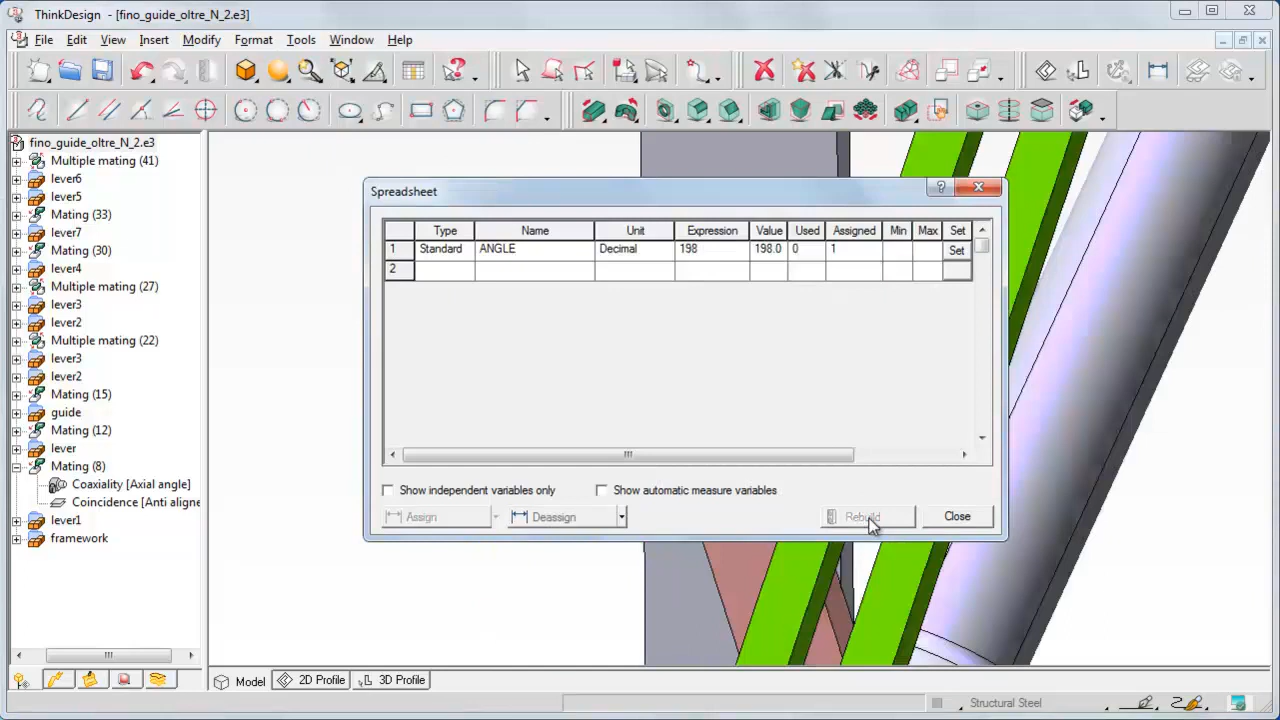 ThinkDesign - [fino_guide_oltre_N_2.e3]
File Edit View Insert Modify Format Tools Window Help
fino_guide_oltre_N_2.e3
Multiple mating (41)
lever6
lever5
Mating (33)
lever7
Mating (30)
lever4
Multiple mating (27)
lever3
lever2
Multiple mating (22)
lever3
lever2
Mating (15)
guide
Mating (12)
lever
Mating (8)
Coaxiality [Axial angle]
Coincidence [Anti aligne
lever1
framework
Spreadsheet
Type Name Unit Expression Value Used Assigned Min Max Set
1 Standard ANGLE Decimal 198 198.0 0 1 Set
2
Show independent variables only Show automatic measure variables
Assign Deassign Rebuild Close
Model 2D Profile 3D Profile
Structural Steel